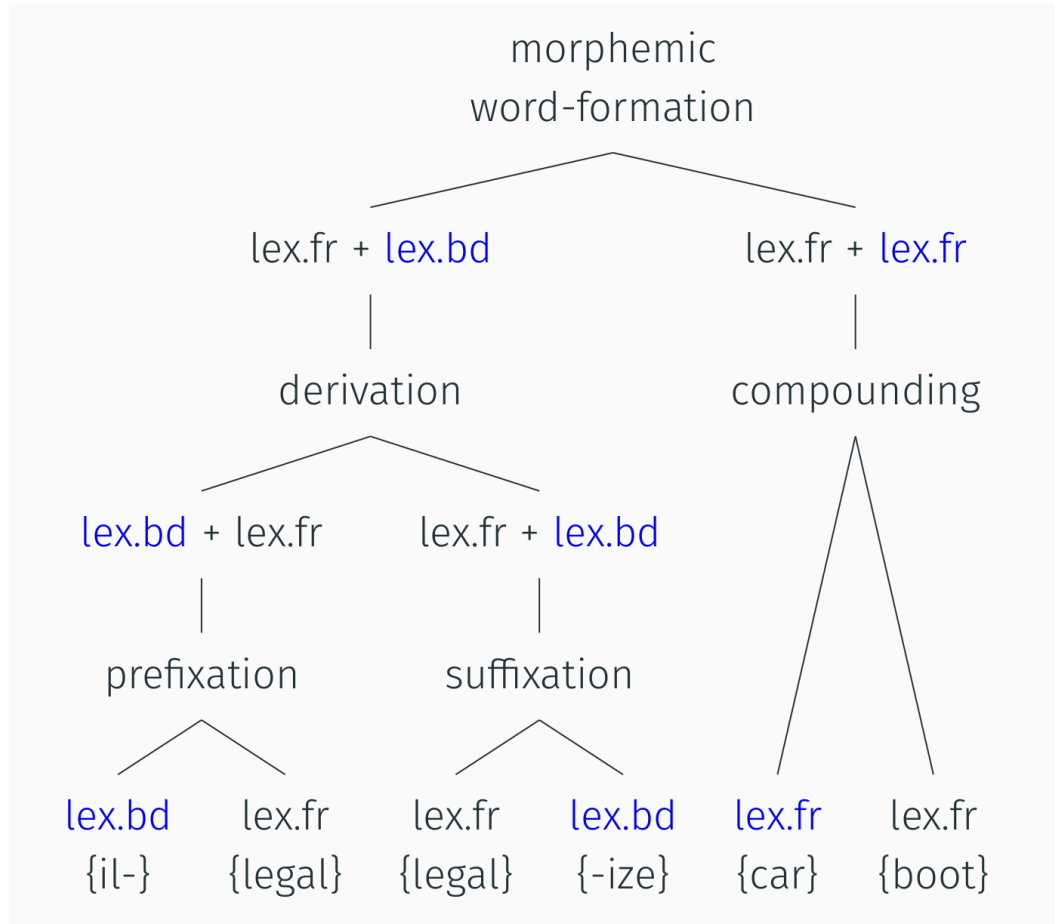 morphemic
word-formation
lex.fr + lex.bd
lex.fr + lex.fr
derivation
compounding
lex.bd + lex.fr
lex.fr + lex.bd
prefixation
suffixation
lex.bd
lex.fr
lex.fr
lex.bd
lex.fr
lex.fr
{il-}
{legal}
{legal}
{-ize}
{car}
{boot}